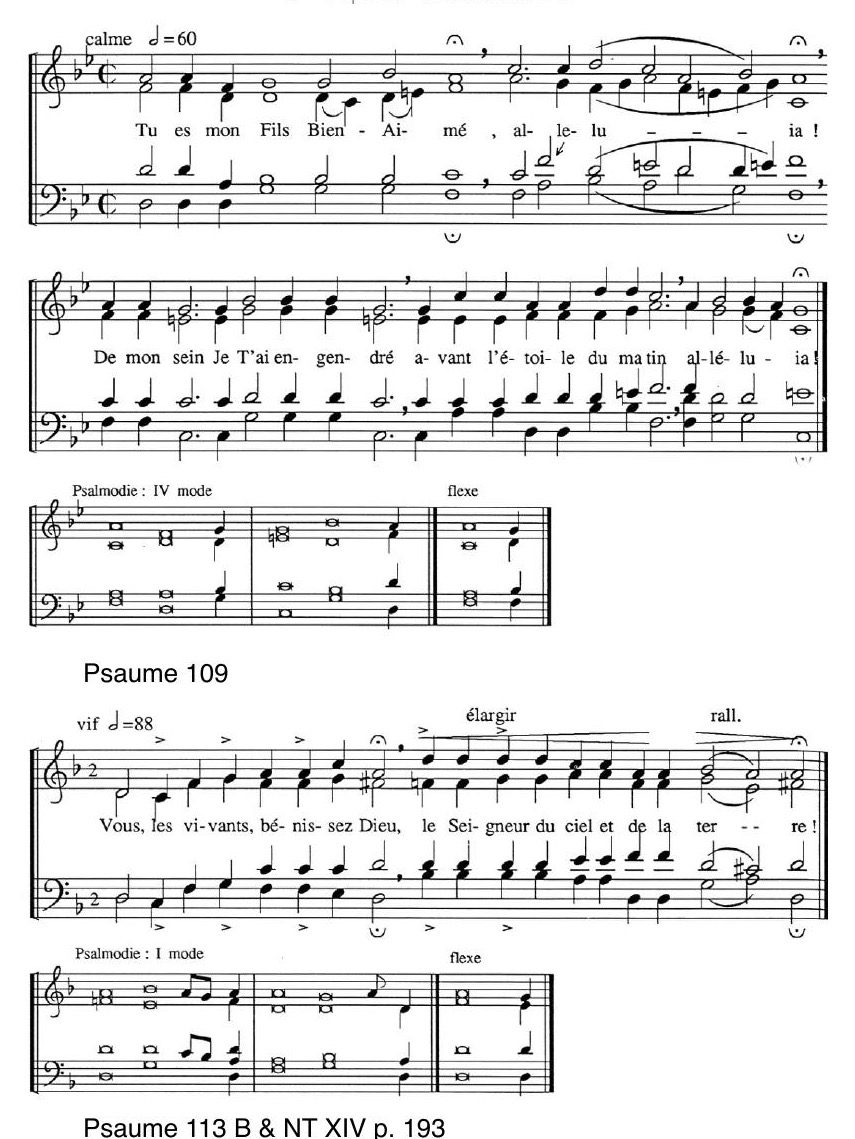 calme 𝅗𝅥 = 60
Tu es mon Fils Bien - Ai- mé , al- le- lu – – – – ia !
De mon sein Je T'ai en- gen- dré a- vant l'é- toi- le du matin al-lé- lu - ia!
Psalmodie : IV mode flexe
Psaume 109
élargir rall.
vif 𝅗𝅥 =88
Vous, les vi-vants, bé- nis- sez Dieu, le Sei- gneur du ciel et de la ter - - re !
Psalmodie : I mode flexe
Psaume 113 B & NT XIV p. 193